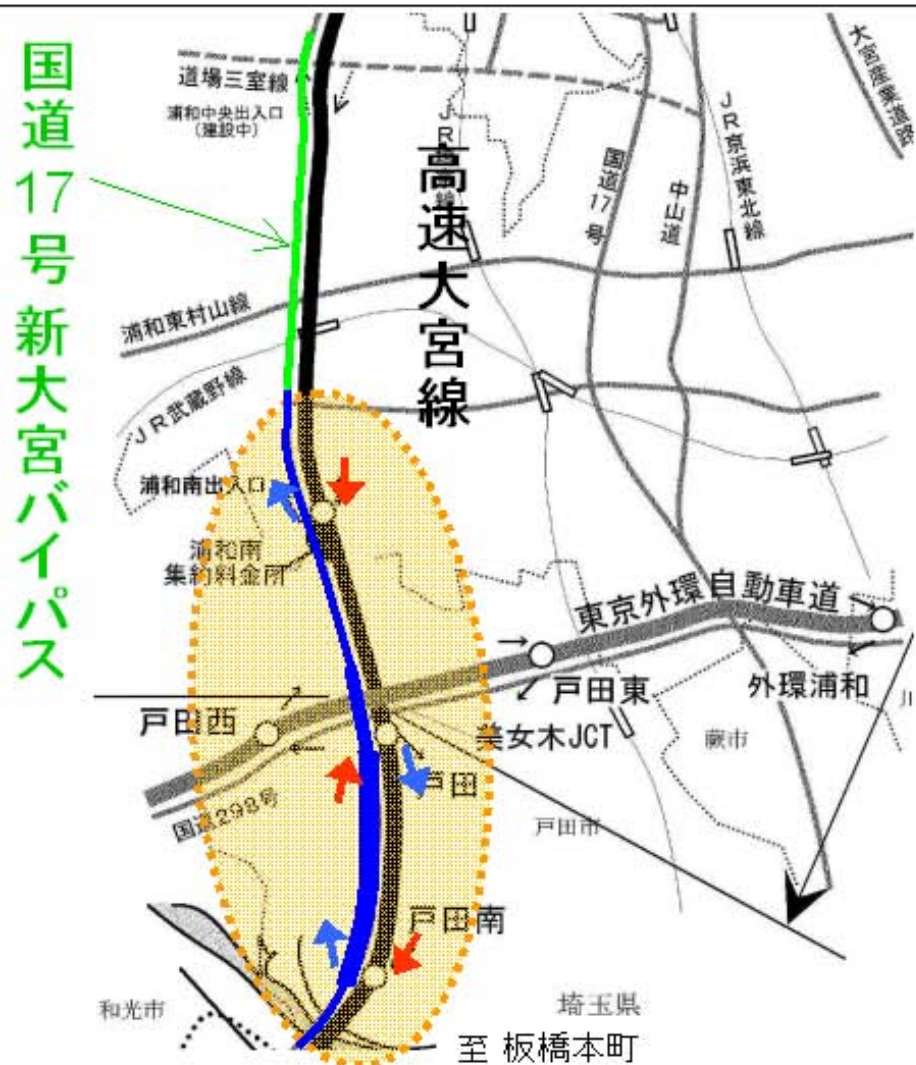 国道17号新大宮バイパス
道場三室線
浦和中央出入口
(建設中)
高速大宮線
国道17号
中山道
JR京浜東北線
大宮産業道路
浦和東村山線
JR武蔵野線
浦和南出入口
浦和南
集約料金所
東京外環自動車道
戸田東
外環浦和
戸田西
美女木JCT
戸田
蕨市
川
国道298号
戸田市
戸田南
和光市
埼玉県
至 板橋本町